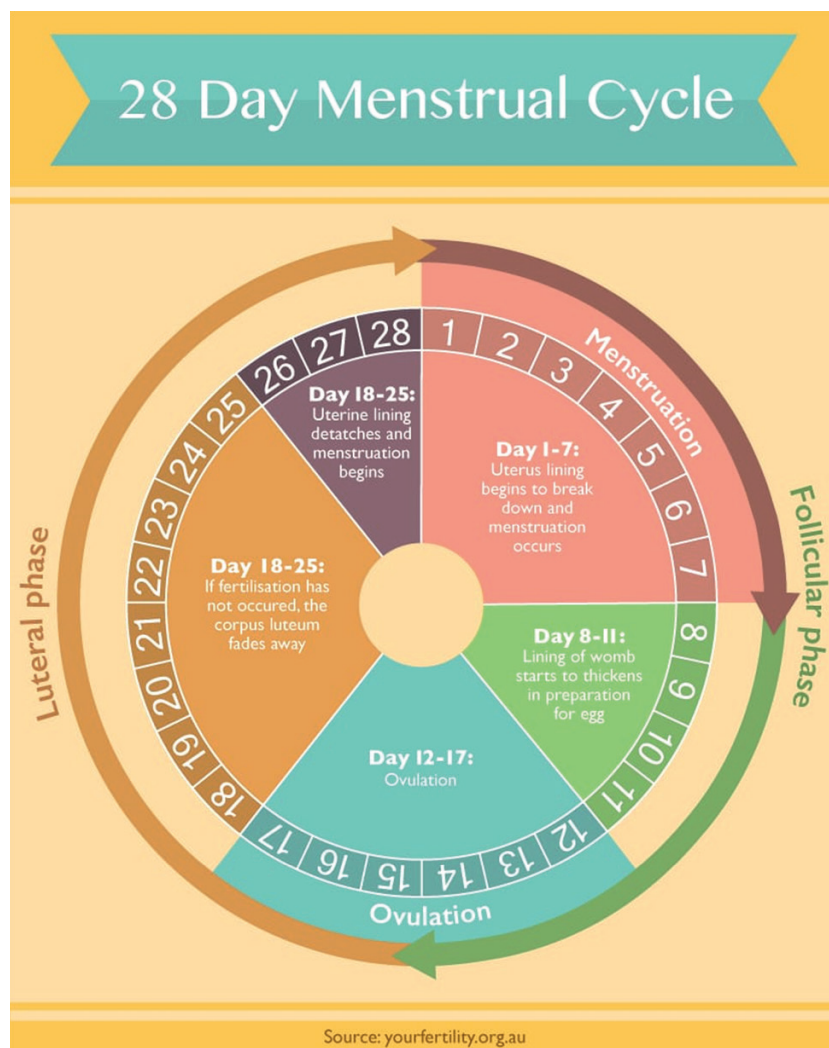 28 Day Menstrual Cycle
Menstruation
Follicular phase
Ovulation
Luteral phase
1
2
3
4
5
6
7
8
9
10
11
12
13
14
15
16
17
18
19
20
21
22
23
24
25
26
27
28
Day 1-7:
Uterus lining
begins to break
down and
menstruation
occurs
Day 8-11:
Lining of womb
starts to thickens
in preparation
for egg
Day 12-17:
Ovulation
Day 18-25:
If fertilisation has
not occured, the
corpus luteum
fades away
Day 18-25:
Uterine lining
detatches and
menstruation
begins
Source: yourfertility.org.au